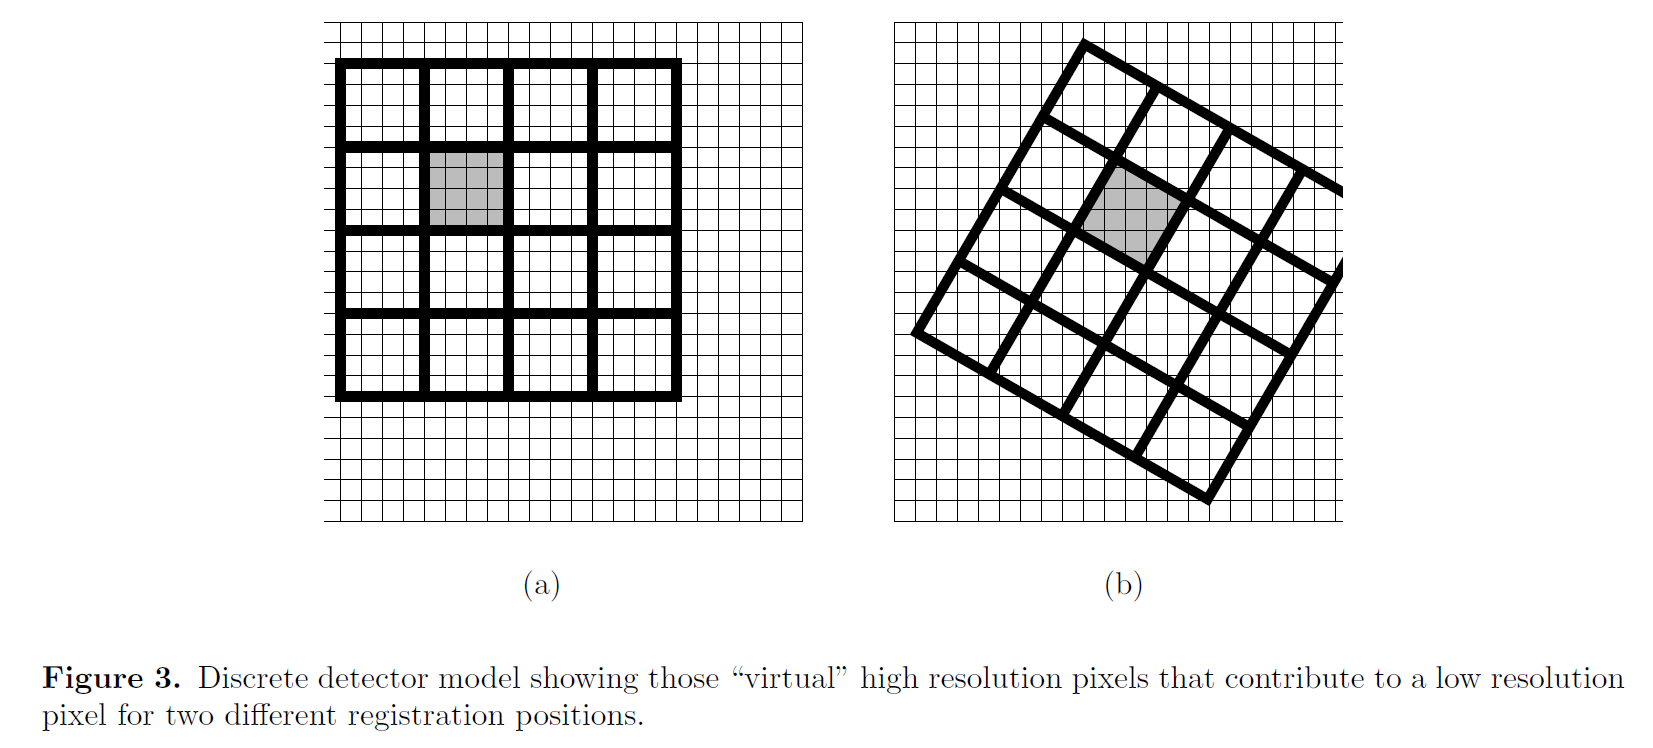 (a) (b)
Figure 3. Discrete detector model showing those “virtual” high resolution pixels that contribute to a low resolution
pixel for two different registration positions.